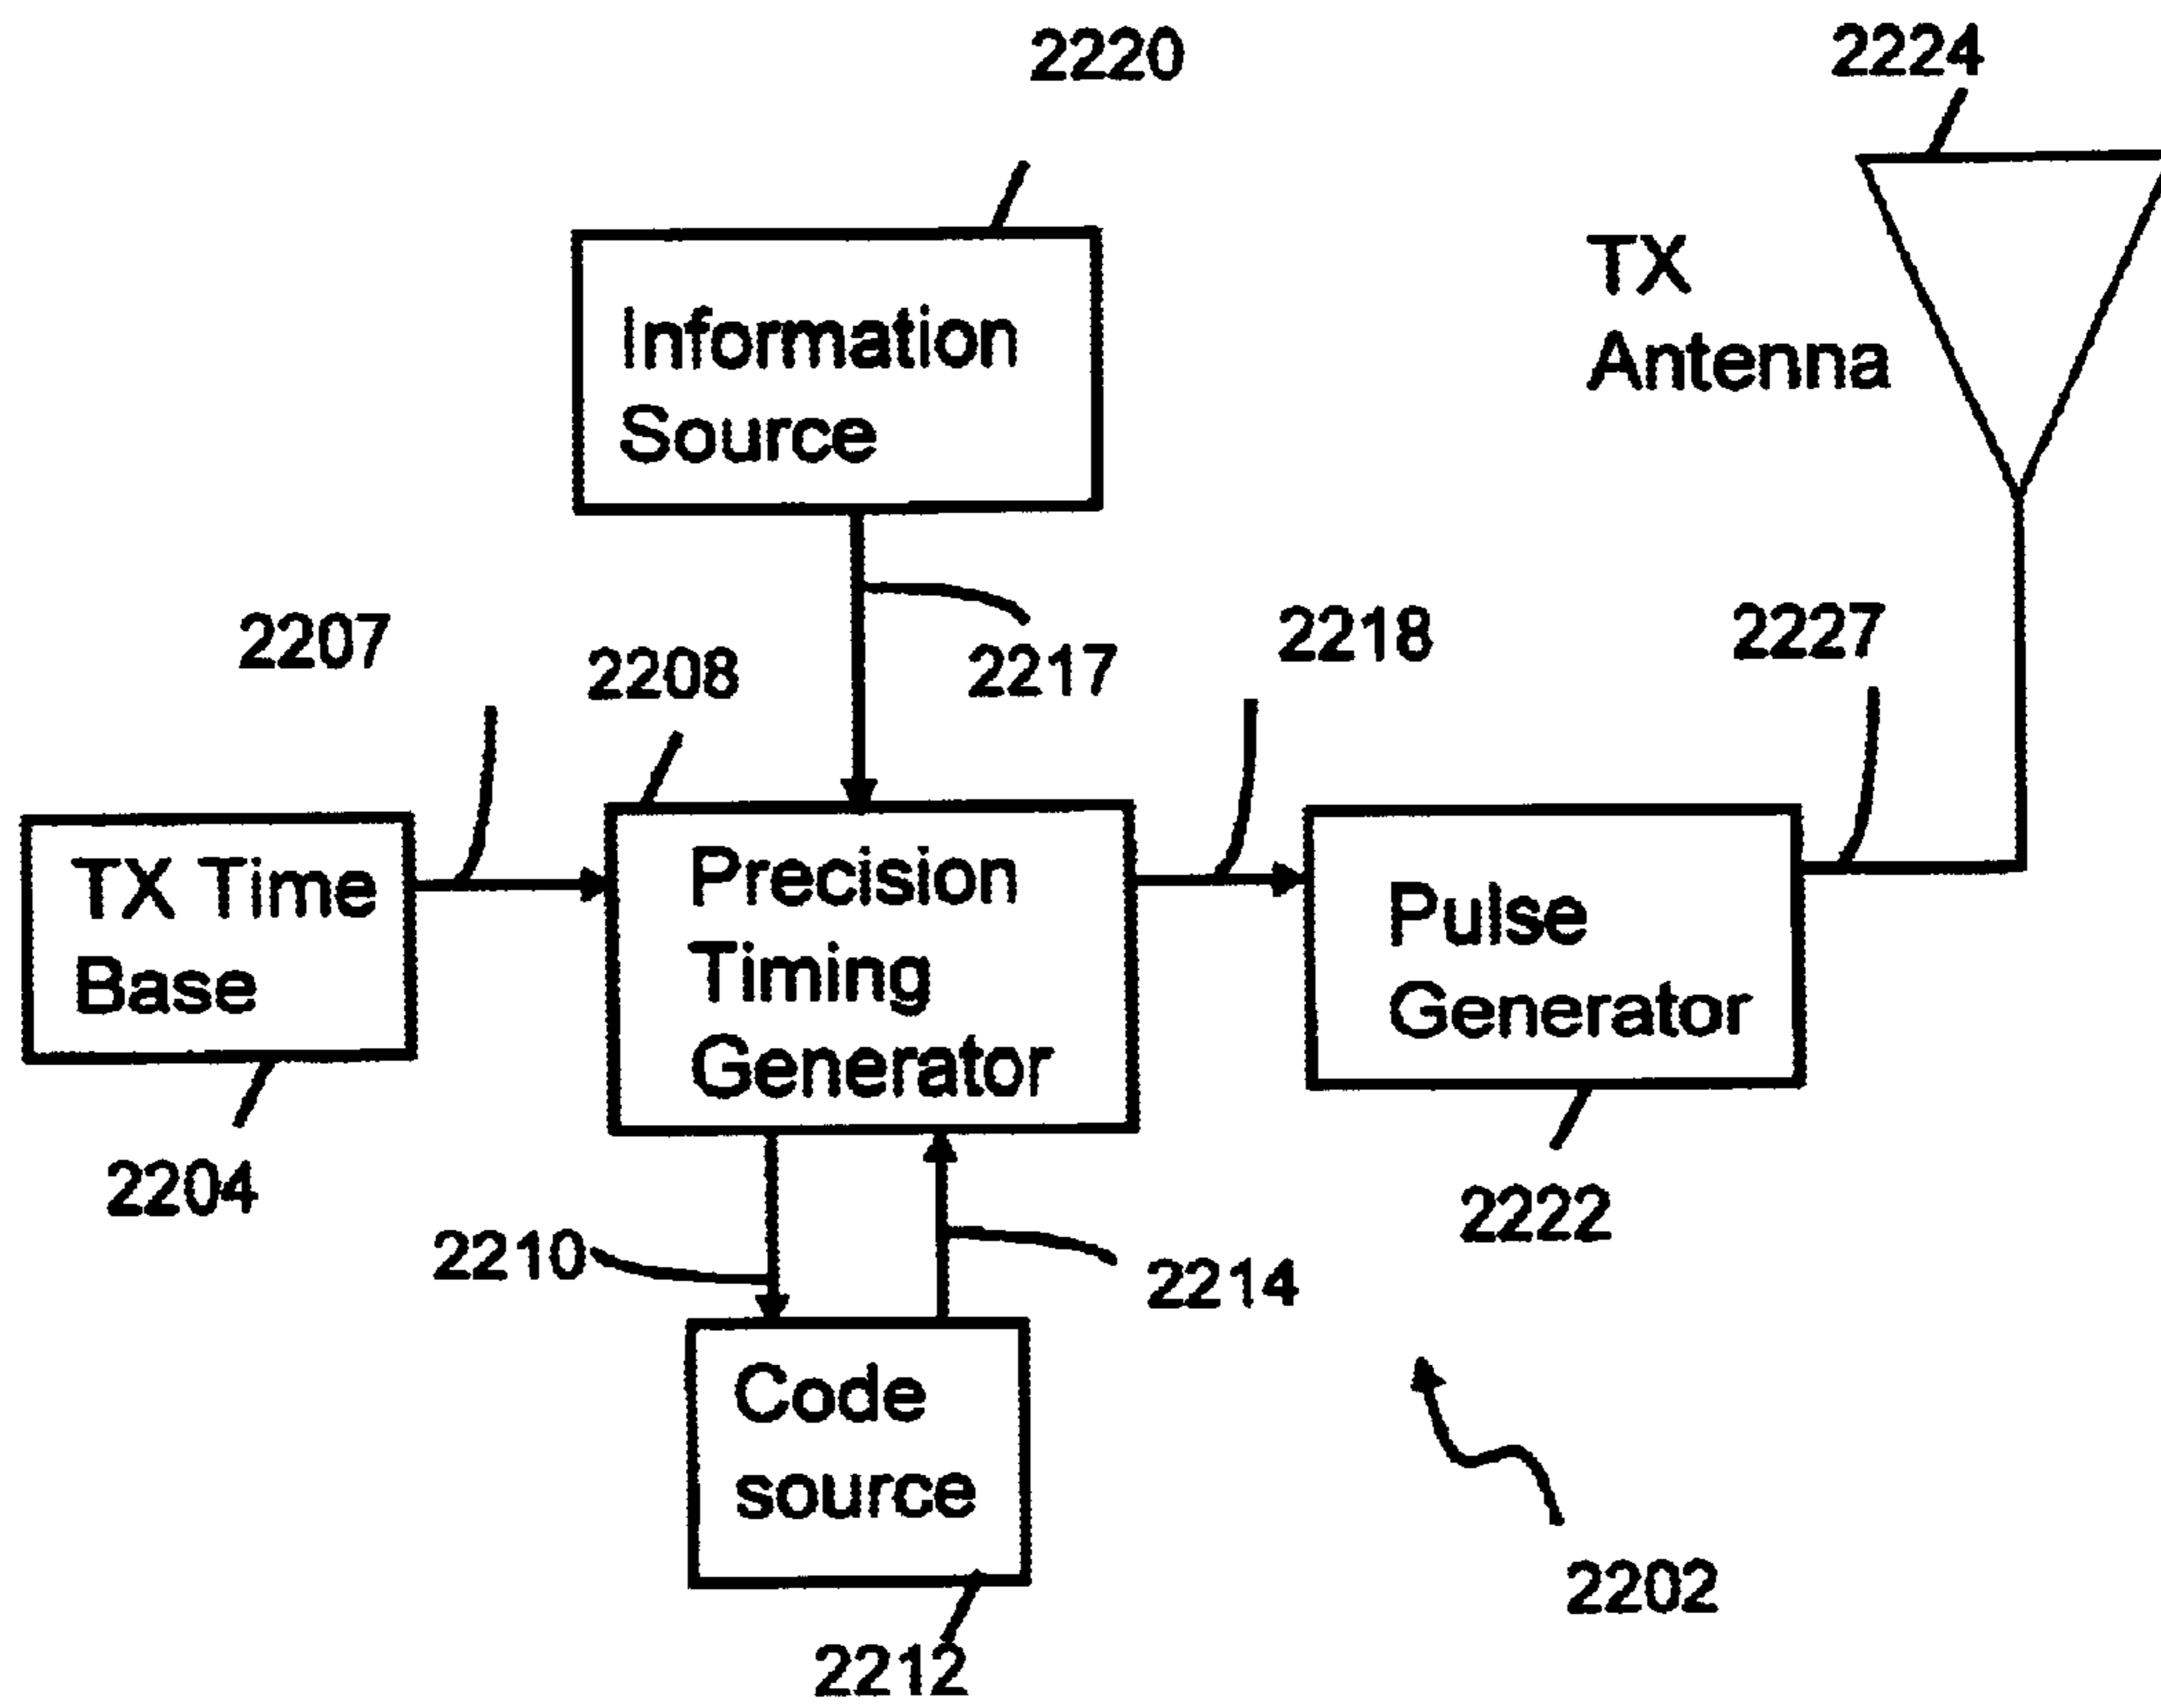 2220
2224
Information
Source
TX
Antenna
2207
2208
2217
2218
2227
TX Time
Base
Precision
Timing
Generator
Pulse
Generator
2204
2210
2214
2222
Code
source
2202
2212